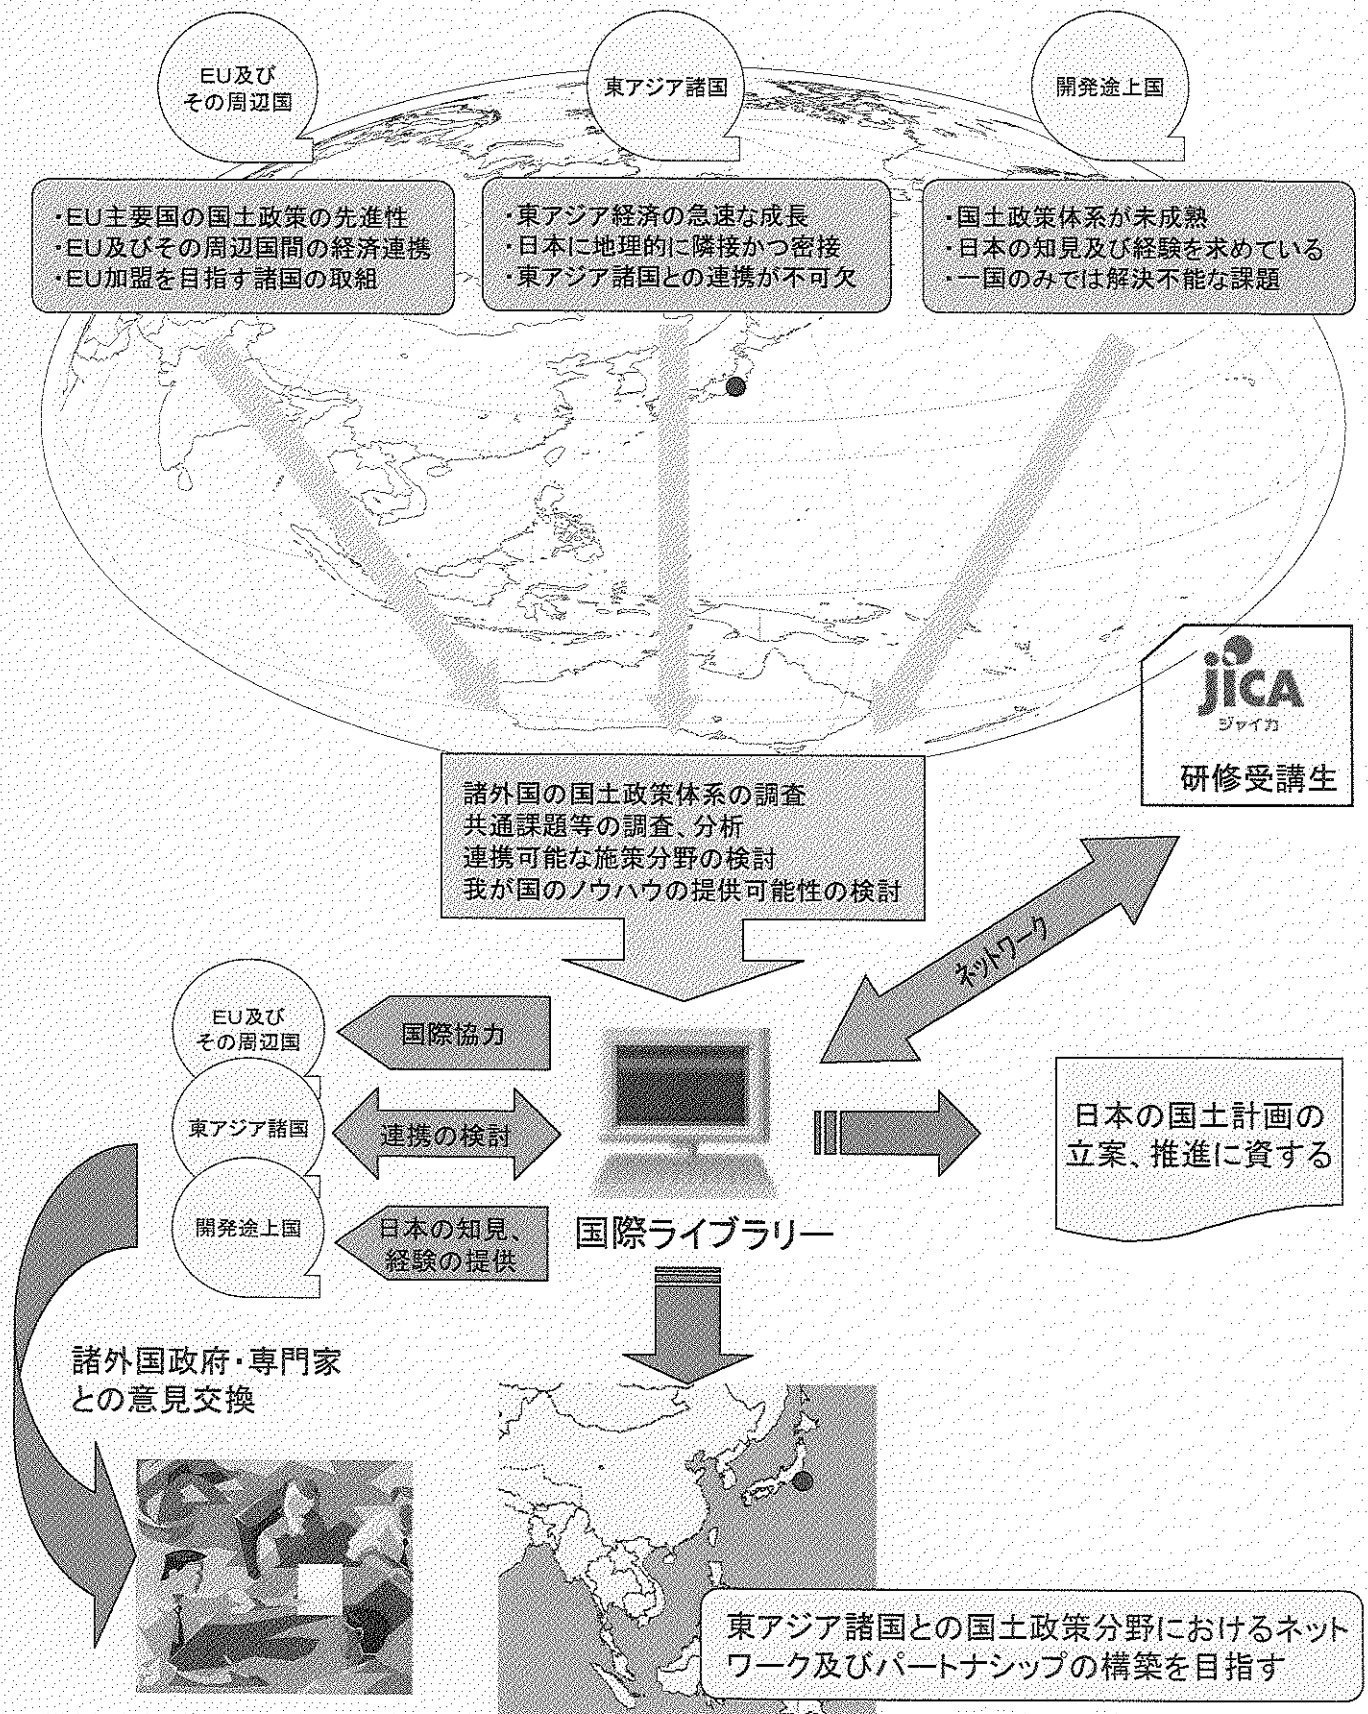 EU及び
その周辺国
東アジア諸国
開発途上国
・EU主要国の国土政策の先進性
・EU及びその周辺国間の経済連携
・EU加盟を目指す諸国の取組
・東アジア経済の急速な成長
・日本に地理的に隣接かつ密接
・東アジア諸国との連携が不可欠
・国土政策体系が未成熟
・日本の知見及び経験を求めている
・一国のみでは解決不能な課題
jica
ジャイカ
研修受講生
諸外国の国土政策体系の調査
共通課題等の調査、分析
連携可能な施策分野の検討
我が国のノウハウの提供可能性の検討
ネットワーク
EU及び
その周辺国
国際協力
東アジア諸国
連携の検討
開発途上国
日本の知見、
経験の提供
国際ライブラリー
日本の国土計画の
立案、推進に資する
諸外国政府・専門家
との意見交換
東アジア諸国との国土政策分野におけるネット
ワーク及びパートナシップの構築を目指す